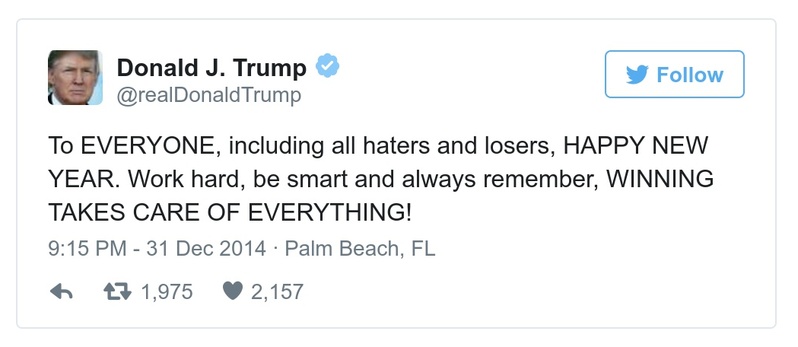 Donald J. Trump
Follow
@realDonaldTrump
To EVERYONE, including all haters and losers, HAPPY NEW
YEAR. Work hard, be smart and always remember, WINNING
TAKES CARE OF EVERYTHING!
9:15 PM - 31 Dec 2014 · Palm Beach, FL
1,975 2,157